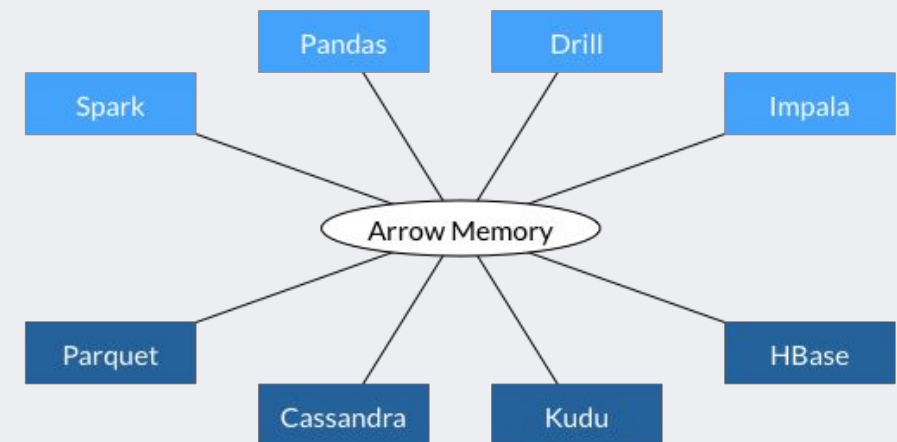 Pandas
Drill
Spark
Impala
Arrow Memory
Parquet
HBase
Cassandra
Kudu